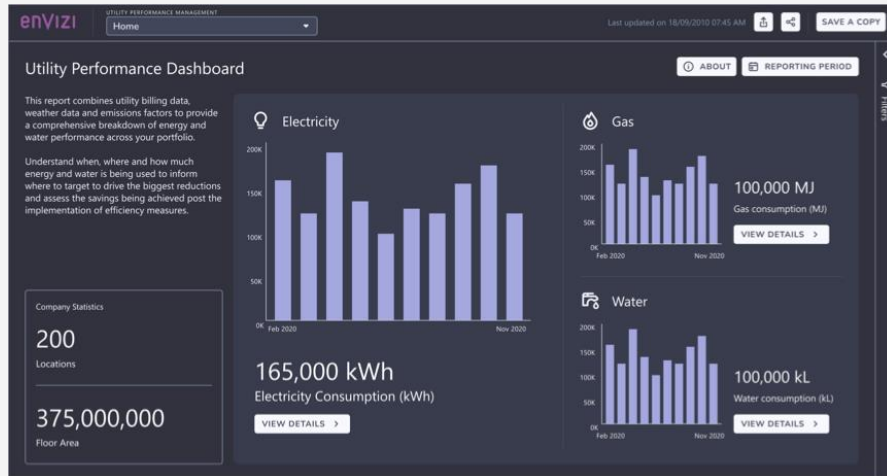 enVIZI
UTILITY PERFORMANCE MANAGEMENT
Home
Last updated on 18/09/2010 07:45 AM
SAVE A COPY
Utility Performance Dashboard
ABOUT
REPORTING PERIOD
Filters
This report combines utility billing data,
weather data and emissions factors to provide
a comprehensive breakdown of energy and
water performance across your portfolio.
Understand when, where and how much
energy and water is being used to inform
where to target to drive the biggest reductions
and assess the savings being achieved post the
implementation of efficiency measures.
Company Statistics
200
Locations
375,000,000
Floor Area
Electricity
200K
150K
100K
50K
0K
Feb 2020
Nov 2020
165,000 kWh
Electricity Consumption (kWh)
VIEW DETAILS >
Gas
200K
150K
100K
50K
0K
Feb 2020
Nov 2020
100,000 MJ
Gas consumption (MJ)
VIEW DETAILS >
Water
200K
150K
100K
50K
0K
Feb 2020
Nov 2020
100,000 kL
Water consumption (kL)
VIEW DETAILS >